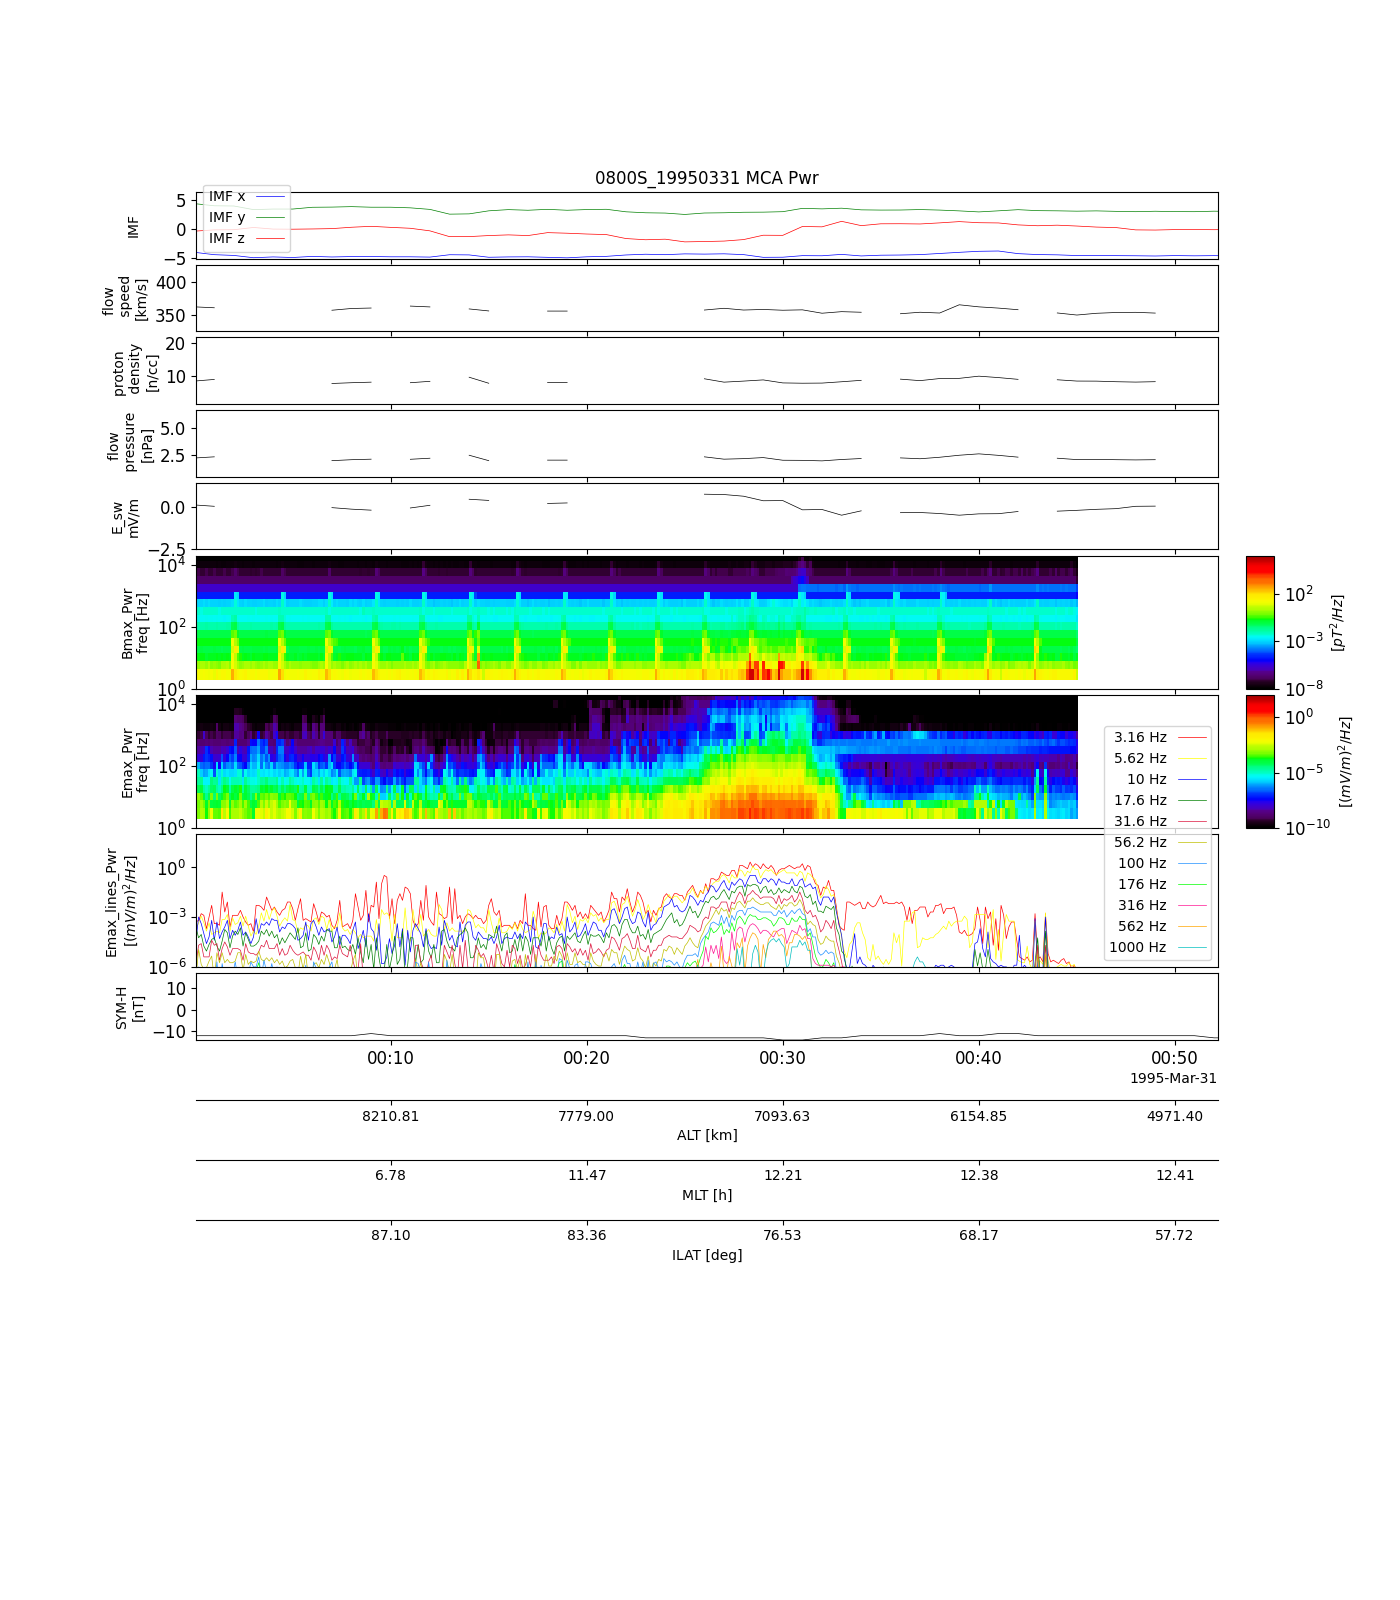 0800S_19950331 MCA Pwr
IMF
5
0
−5
IMF x
IMF y
IMF z
flow
speed
[km/s]
400
350
proton
density
[n/cc]
20
10
flow
pressure
[nPa]
5.0
2.5
E_sw
mV/m
0.0
−2.5
Bmax_Pwr
freq [Hz]
10^4
10^2
10^0
10^2
10^−3
10^−8
[pT^2/Hz]
Emax_Pwr
freq [Hz]
10^4
10^2
10^0
10^0
10^−5
10^−10
[(mV/m)^2/Hz]
3.16 Hz
5.62 Hz
10 Hz
17.6 Hz
31.6 Hz
56.2 Hz
100 Hz
176 Hz
316 Hz
562 Hz
1000 Hz
Emax_lines_Pwr
[(mV/m)^2/Hz]
10^0
10^−3
10^−6
SYM-H
[nT]
10
0
−10
00:10 00:20 00:30 00:40 00:50
1995-Mar-31
8210.81 7779.00 7093.63 6154.85 4971.40
ALT [km]
6.78 11.47 12.21 12.38 12.41
MLT [h]
87.10 83.36 76.53 68.17 57.72
ILAT [deg]